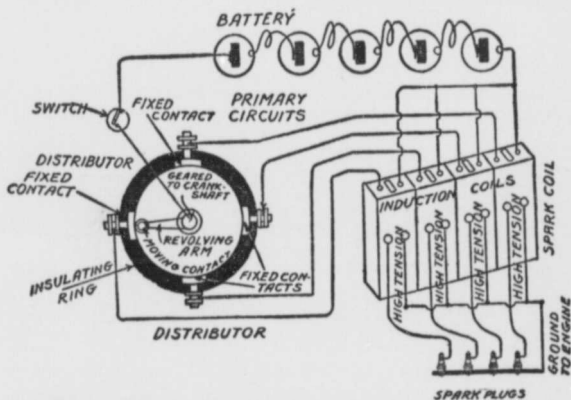 BATTERY
SWITCH
FIXED
CONTACT
PRIMARY
CIRCUITS
DISTRIBUTOR
FIXED
CONTACT
GEARED
TO CRANK-
SHAFT
REVOLVING
ARM
MOVING CONTACT
FIXED CON-
TACTS
INSULATING
RING
DISTRIBUTOR
INDUCTION COILS
SPARK COIL
HIGH TENSION
HIGH TENSION
HIGH TENSION
HIGH TENSION
GROUND
TO ENGINE
SPARK PLUGS